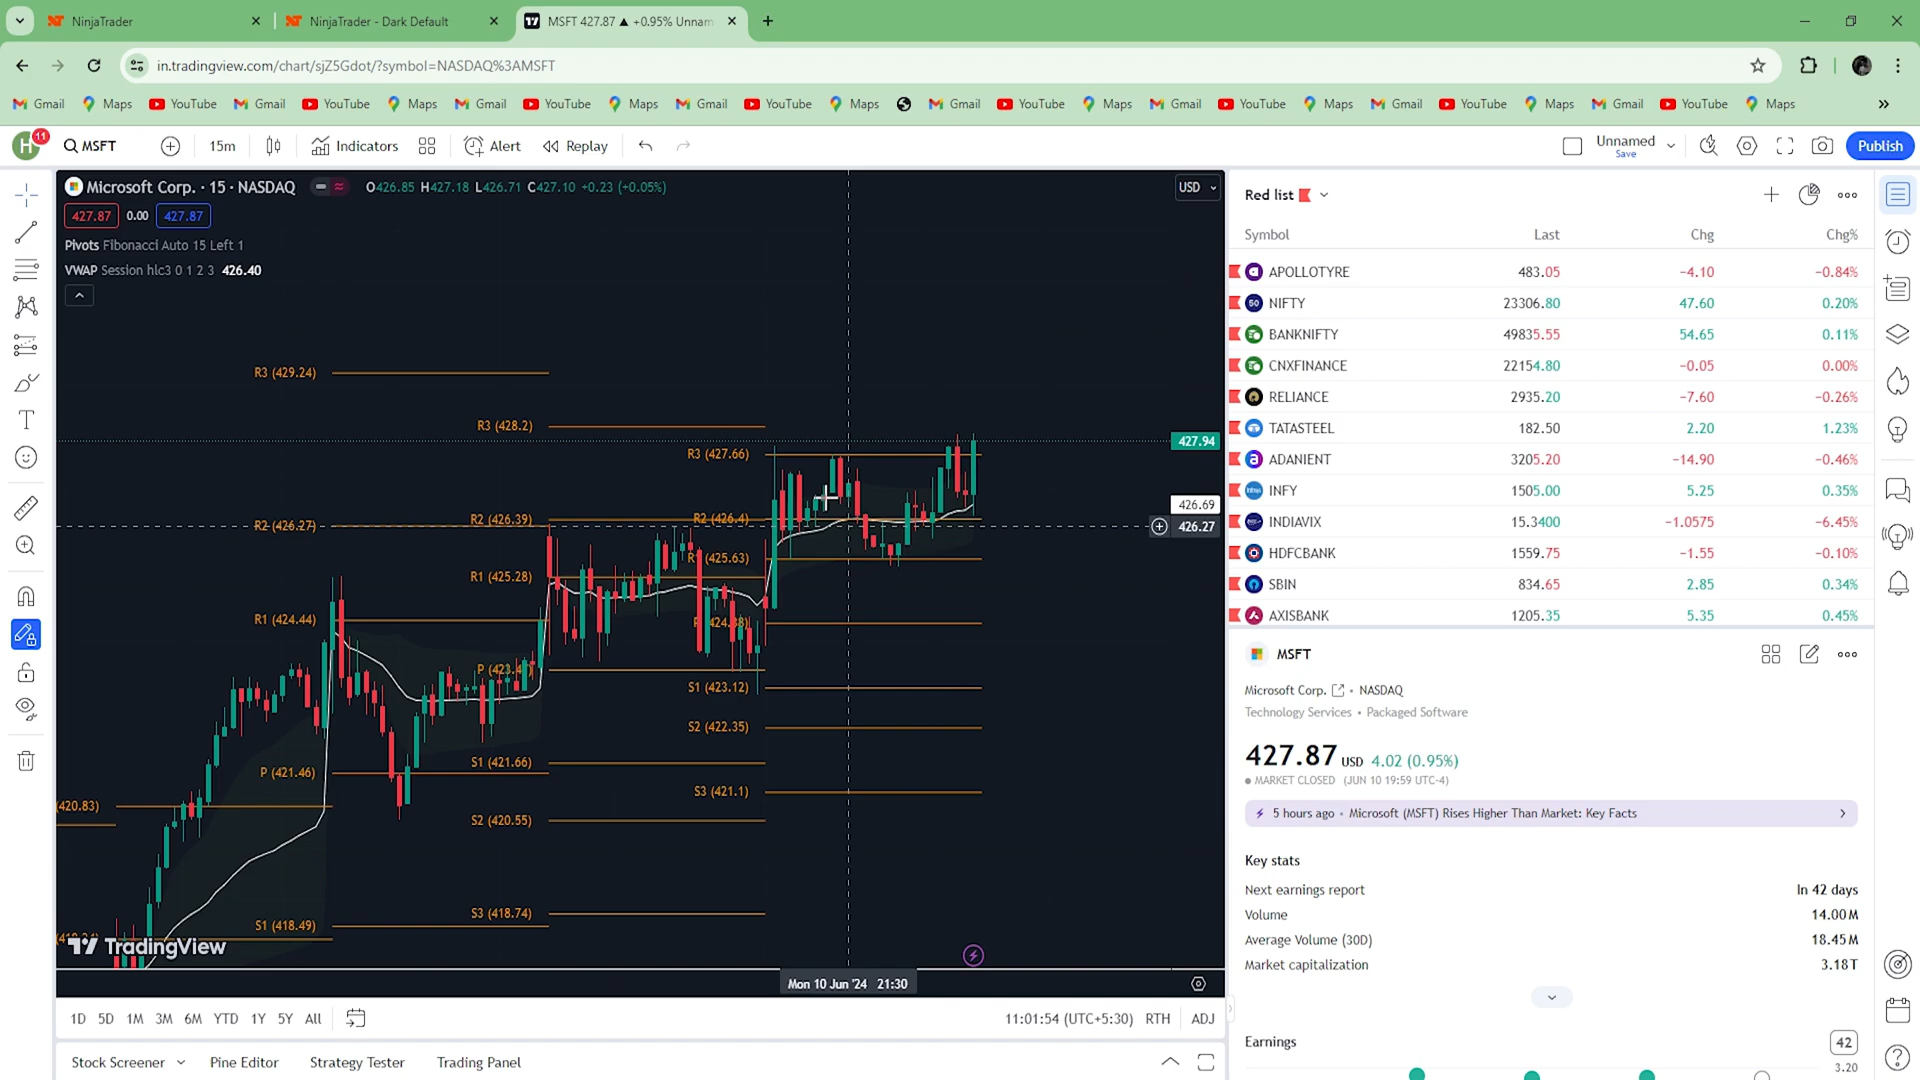 NinjaTrader
NinjaTrader - Dark Default
MSFT 427.87 ▲ +0.95% Unnam
in.tradingview.com/chart/sjZ5Gdot/?symbol=NASDAQ%3AMSFT
Gmail Maps YouTube Gmail YouTube Maps Gmail YouTube Maps Gmail YouTube Maps Gmail YouTube Maps Gmail YouTube Maps Gmail YouTube Maps Gmail YouTube Maps
H 11 MSFT 15m Indicators Alert Replay Unnamed Save Publish
Microsoft Corp. · 15 · NASDAQ O426.85 H427.18 L426.71 C427.10 +0.23 (+0.05%)
USD
427.87 0.00 427.87
Pivots Fibonacci Auto 15 Left 1
VWAP Session hlc3 0 1 2 3 426.40
R3 (429.24)
R3 (428.2)
427.94
R3 (427.66)
426.69
R2 (426.4)
R2 (426.39)
R2 (426.27)
426.27
R1 (425.63)
R1 (425.28)
R1 (424.44)
P (424.38)
S1 (423.12)
S2 (422.35)
S1 (421.66)
P (421.46)
S3 (421.1)
(420.83)
S2 (420.55)
S3 (418.74)
S1 (418.49)
TradingView
Mon 10 Jun '24 21:30
1D 5D 1M 3M 6M YTD 1Y 5Y All
11:01:54 (UTC+5:30) RTH ADJ
Stock Screener Pine Editor Strategy Tester Trading Panel
Red list
Symbol Last Chg Chg%
APOLLOTYRE 483.05 −4.10 −0.84%
50 NIFTY 23306.80 47.60 0.20%
BANKNIFTY 49835.55 54.65 0.11%
CNXFINANCE 22154.80 −0.05 0.00%
RELIANCE 2935.20 −7.60 −0.26%
TATASTEEL 182.50 2.20 1.23%
ADANIENT 3205.20 −14.90 −0.46%
INFY 1505.00 5.25 0.35%
INDIAVIX 15.3400 −1.0575 −6.45%
HDFCBANK 1559.75 −1.55 −0.10%
SBIN 834.65 2.85 0.34%
AXISBANK 1205.35 5.35 0.45%
MSFT
Microsoft Corp. • NASDAQ
Technology Services • Packaged Software
427.87 USD 4.02 (0.95%)
MARKET CLOSED (JUN 10 19:59 UTC-4)
5 hours ago • Microsoft (MSFT) Rises Higher Than Market: Key Facts
Key stats
Next earnings report In 42 days
Volume 14.00M
Average Volume (30D) 18.45M
Market capitalization 3.18T
Earnings 42
3.20